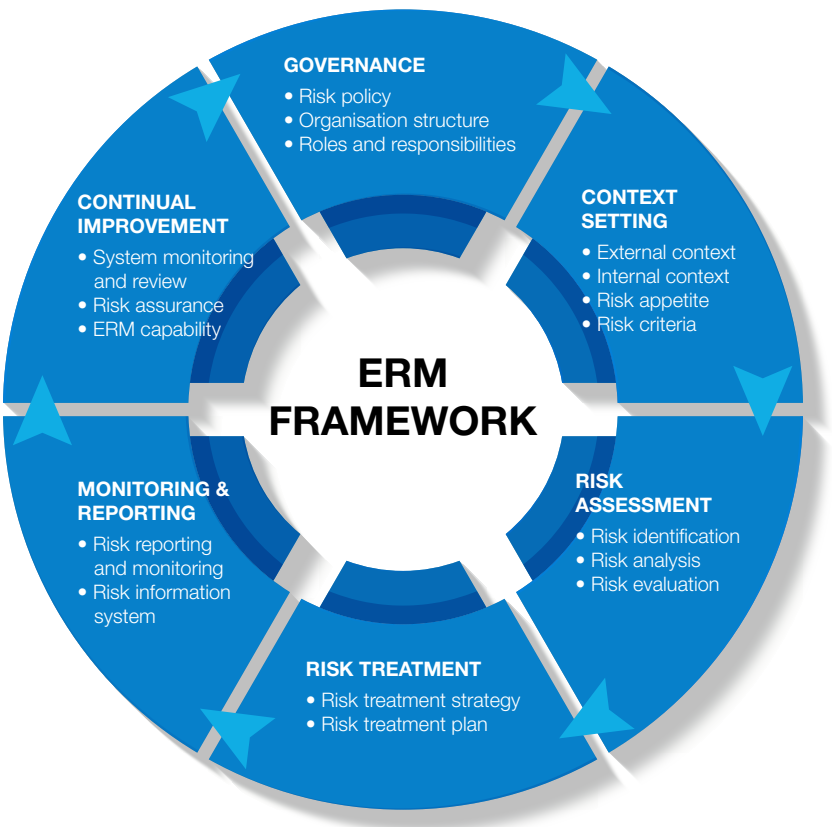 GOVERNANCE
• Risk policy
• Organisation structure
• Roles and responsibilities
CONTEXT
SETTING
• External context
• Internal context
• Risk appetite
• Risk criteria
RISK
ASSESSMENT
• Risk identification
• Risk analysis
• Risk evaluation
RISK TREATMENT
• Risk treatment strategy
• Risk treatment plan
MONITORING &
REPORTING
• Risk reporting
and monitoring
• Risk information
system
CONTINUAL
IMPROVEMENT
• System monitoring
and review
• Risk assurance
• ERM capability
ERM
FRAMEWORK